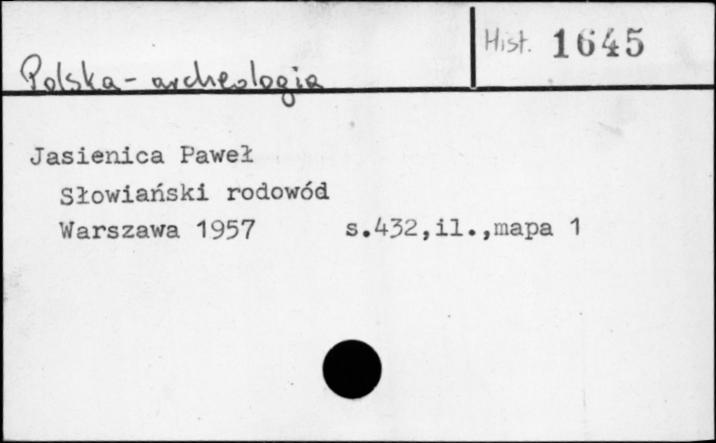 Hist. 1645
Polska - archeologia
Jasienica Paweł
Słowiański rodowód
Warszawa 1957 s.432,il.,mapa 1